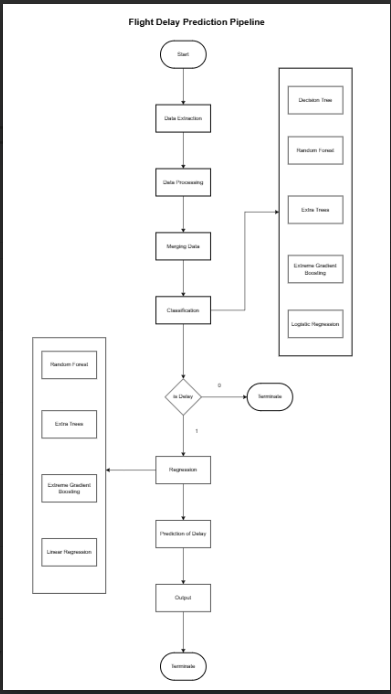 Flight Delay Prediction Pipeline
Start
Data Extraction
Data Processing
Merging Data
Classification
Decision Tree
Random Forest
Extra Trees
Extreme Gradient
Boosting
Logistic Regression
is Delay
0
Terminate
1
Regression
Random Forest
Extra Trees
Extreme Gradient
Boosting
Linear Regression
Prediction of Delay
Output
Terminate